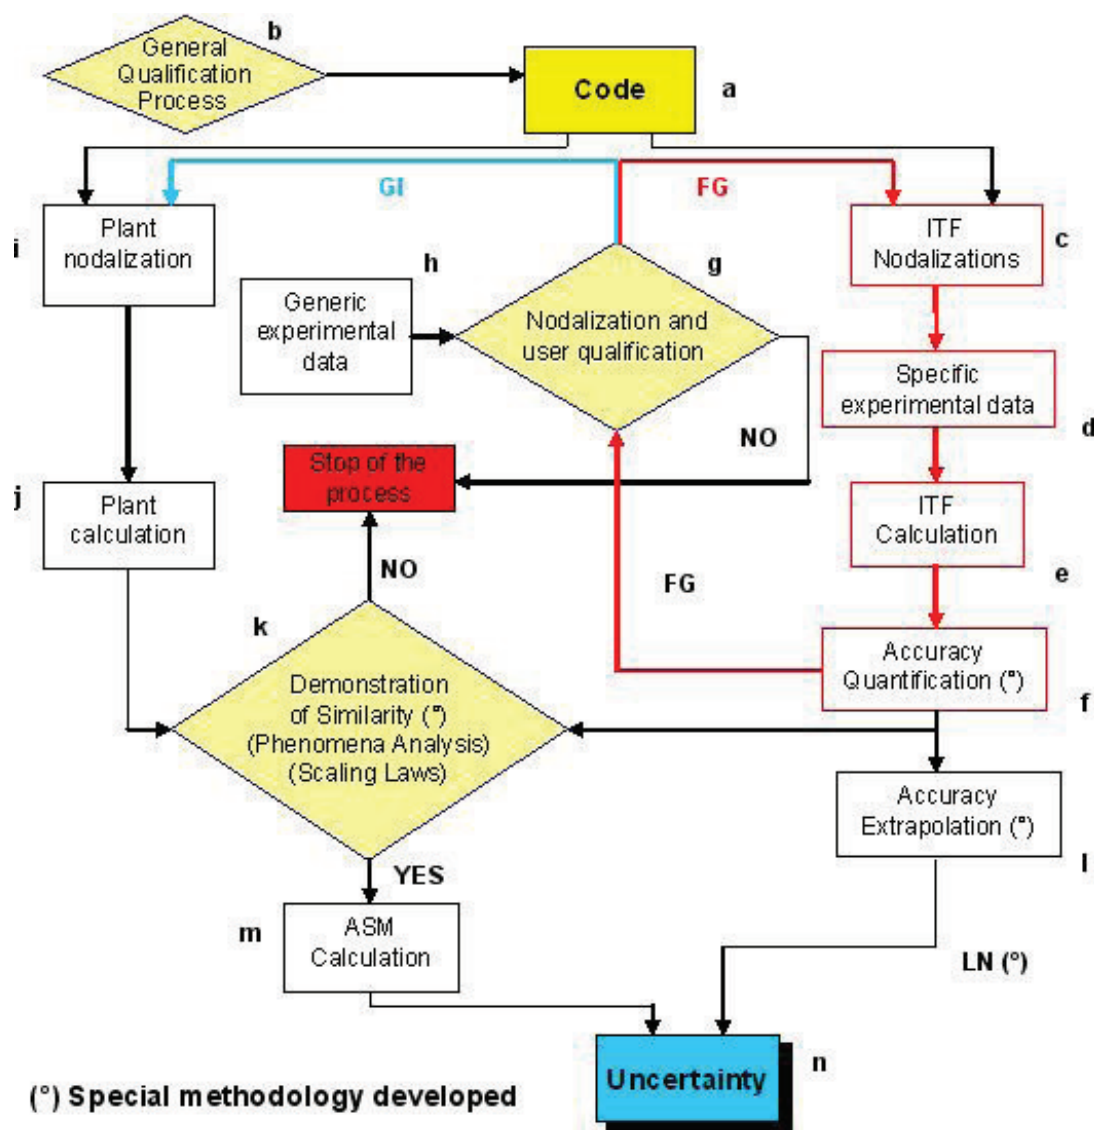 b
General
Qualification
Process
Code
a
GI
FG
i
Plant
nodalization
h
Generic
experimental
data
g
Nodalization and
user qualification
ITF
Nodalizations
c
Specific
experimental data
d
NO
Stop of the
process
j
Plant
calculation
ITF
Calculation
e
NO
FG
k
Demonstration
of Similarity (°)
(Phenomena Analysis)
(Scaling Laws)
Accuracy
Quantification (°)
f
Accuracy
Extrapolation (°)
l
YES
m
ASM
Calculation
LN (°)
Uncertainty
n
(°) Special methodology developed